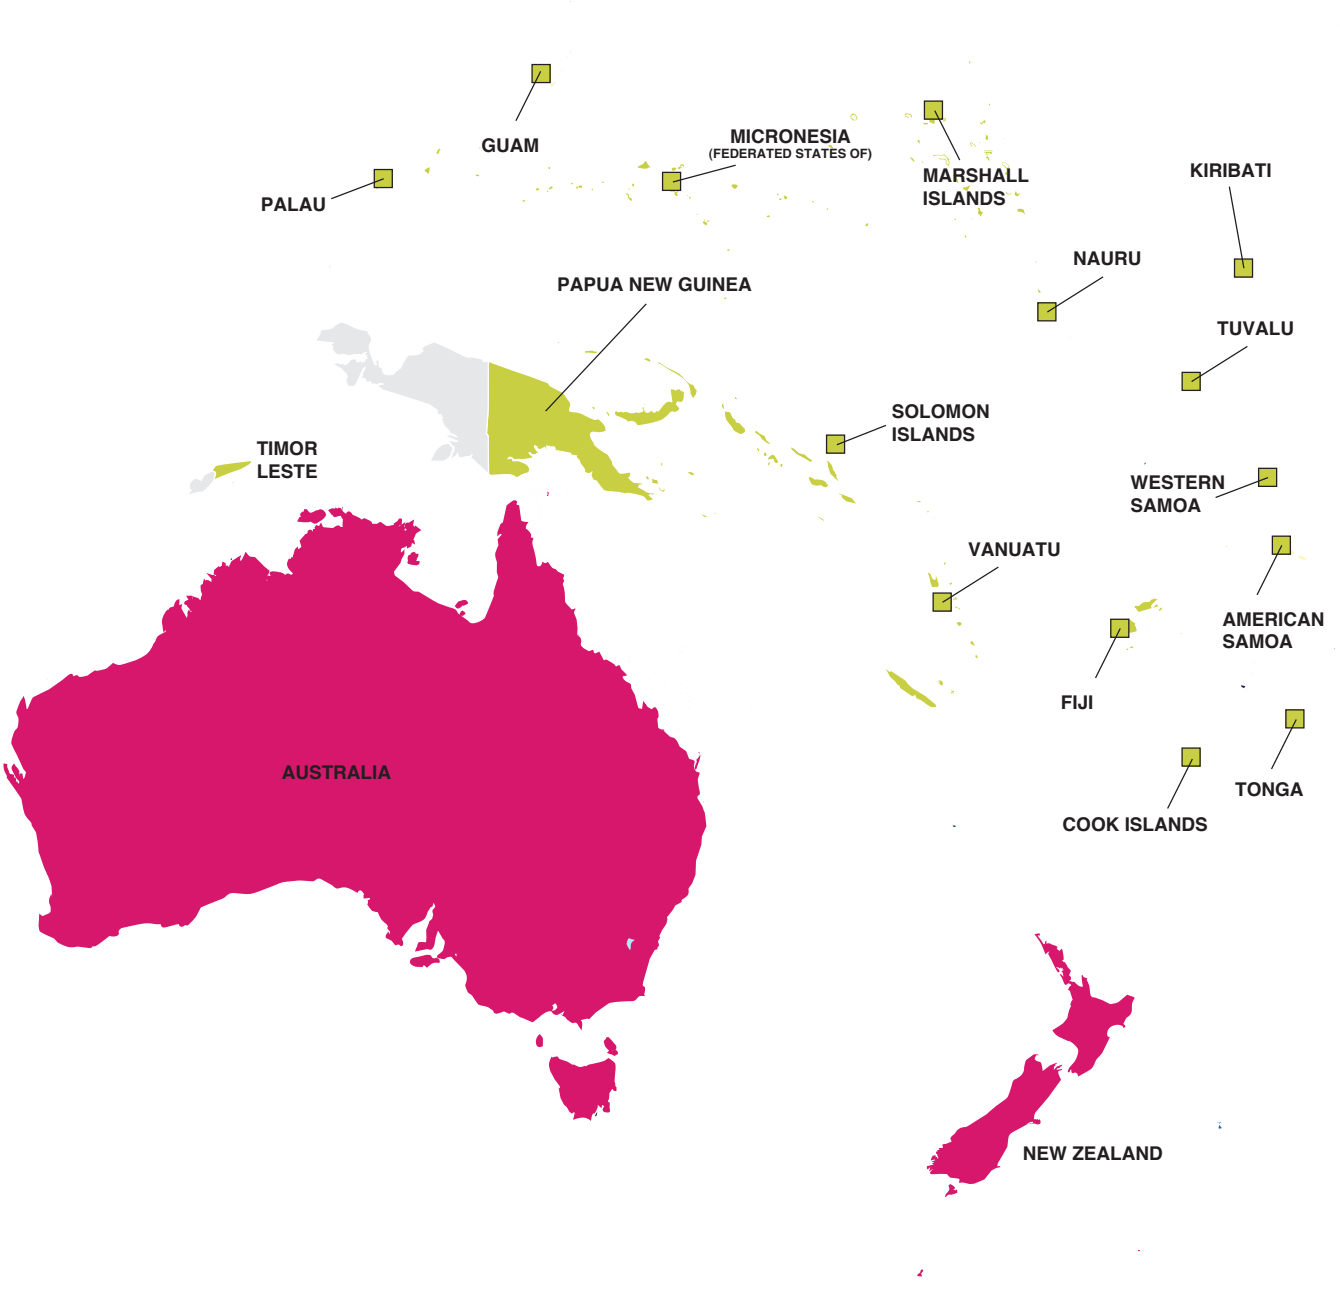 GUAM
MICRONESIA
(FEDERATED STATES OF)
MARSHALL
ISLANDS
KIRIBATI
PALAU
NAURU
PAPUA NEW GUINEA
TUVALU
SOLOMON
ISLANDS
TIMOR
LESTE
WESTERN
SAMOA
VANUATU
AMERICAN
SAMOA
FIJI
AUSTRALIA
TONGA
COOK ISLANDS
NEW ZEALAND